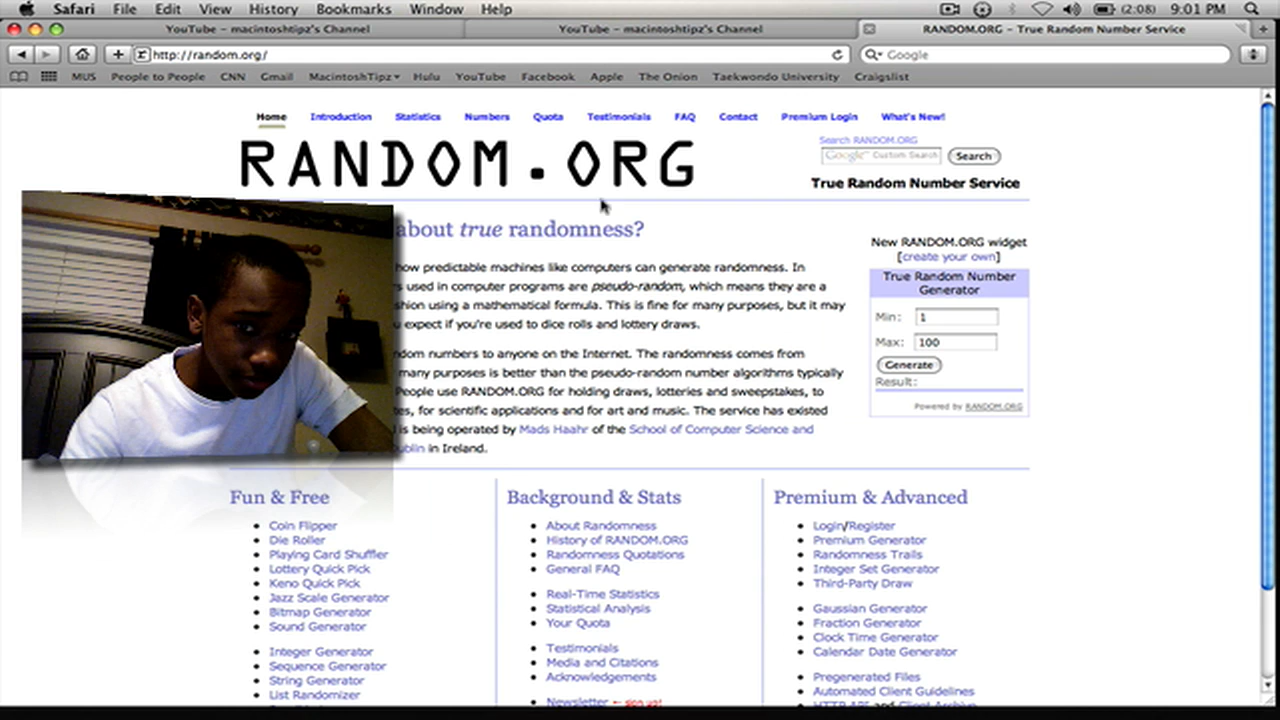 Safari File Edit View History Bookmarks Window Help (2:08) 9:01 PM
YouTube – macintoshtipz's Channel YouTube – macintoshtipz's Channel RANDOM.ORG – True Random Number Service
http://random.org/ Google
MUS People to People CNN Gmail MacintoshTipz Hulu YouTube Facebook Apple The Onion Taekwondo University Craigslist
Home Introduction Statistics Numbers Quota Testimonials FAQ Contact Premium Login What's New!
RANDOM.ORG
Search RANDOM.ORG
Google Custom Search Search
True Random Number Service
about true randomness?
how predictable machines like computers can generate randomness. In
used in computer programs are pseudo-random, which means they are a
using a mathematical formula. This is fine for many purposes, but it may
expect if you're used to dice rolls and lottery draws.
numbers to anyone on the Internet. The randomness comes from
many purposes is better than the pseudo-random number algorithms typically
People use RANDOM.ORG for holding draws, lotteries and sweepstakes, to
for scientific applications and for art and music. The service has existed
is being operated by Mads Haahr of the School of Computer Science and
in Ireland.
New RANDOM.ORG widget
[create your own]
True Random Number
Generator
Min: 1
Max: 100
Generate
Result:
Powered by RANDOM.ORG
Fun & Free
Coin Flipper
Die Roller
Playing Card Shuffler
Lottery Quick Pick
Keno Quick Pick
Jazz Scale Generator
Bitmap Generator
Sound Generator
Integer Generator
Sequence Generator
String Generator
List Randomizer
Background & Stats
About Randomness
History of RANDOM.ORG
Randomness Quotations
General FAQ
Real-Time Statistics
Statistical Analysis
Your Quota
Testimonials
Media and Citations
Acknowledgements
Newsletter ← sign up!
Premium & Advanced
Login/Register
Premium Generator
Randomness Trails
Integer Set Generator
Third-Party Draw
Gaussian Generator
Fraction Generator
Clock Time Generator
Calendar Date Generator
Pregenerated Files
Automated Client Guidelines
HTTP API and Client Archive